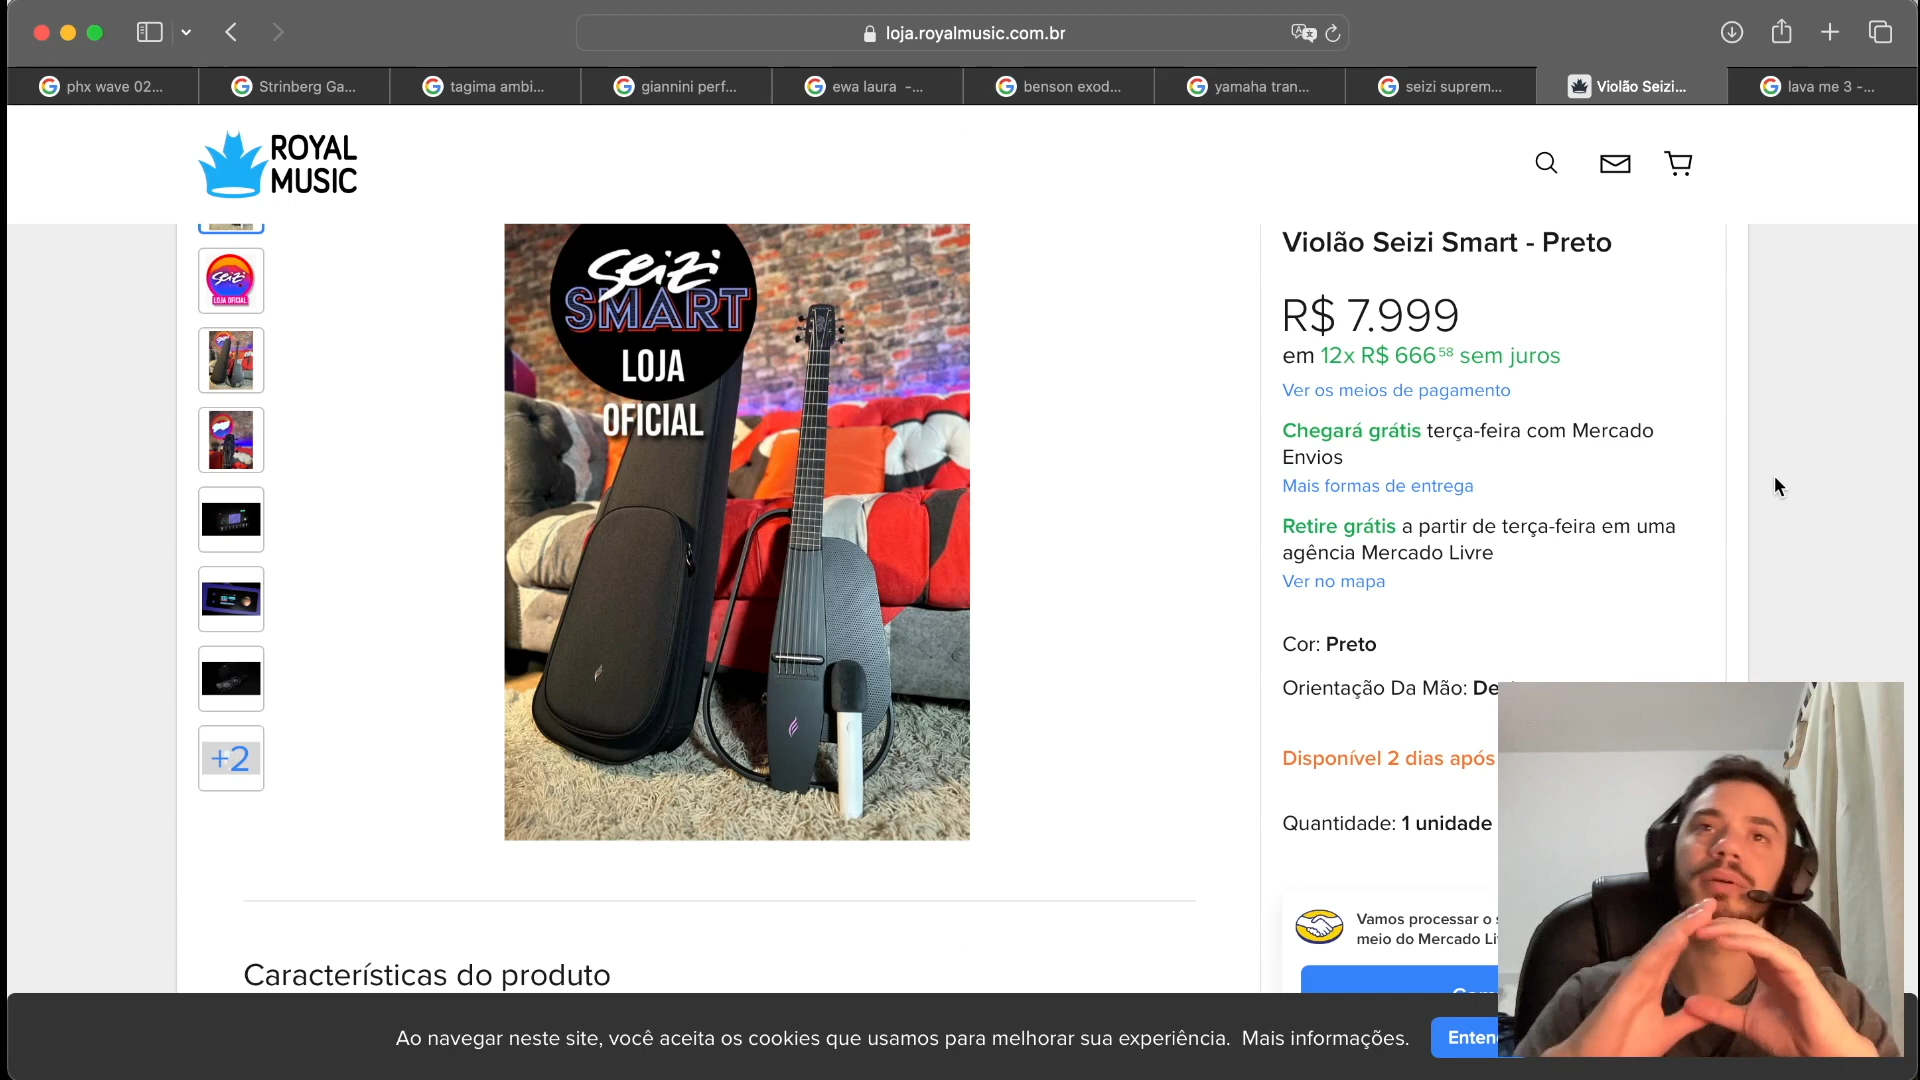 loja.royalmusic.com.br
phx wave 02...
Strinberg Ga...
tagima ambi...
giannini perf...
ewa laura -...
benson exod...
yamaha tran...
seizi suprem...
Violão Seizi...
lava me 3 -...
ROYAL
MUSIC
Seizi
SMART
LOJA
OFICIAL
Seizi
LOJA OFICIAL
+2
Violão Seizi Smart - Preto
R$ 7.999
em 12x R$ 666 58 sem juros
Ver os meios de pagamento
Chegará grátis terça-feira com Mercado
Envios
Mais formas de entrega
Retire grátis a partir de terça-feira em uma
agência Mercado Livre
Ver no mapa
Cor: Preto
Orientação Da Mão:
Disponível 2 dias após
Quantidade: 1 unidade
Vamos processar o
meio do Mercado
Características do produto
Ao navegar neste site, você aceita os cookies que usamos para melhorar sua experiência. Mais informações.